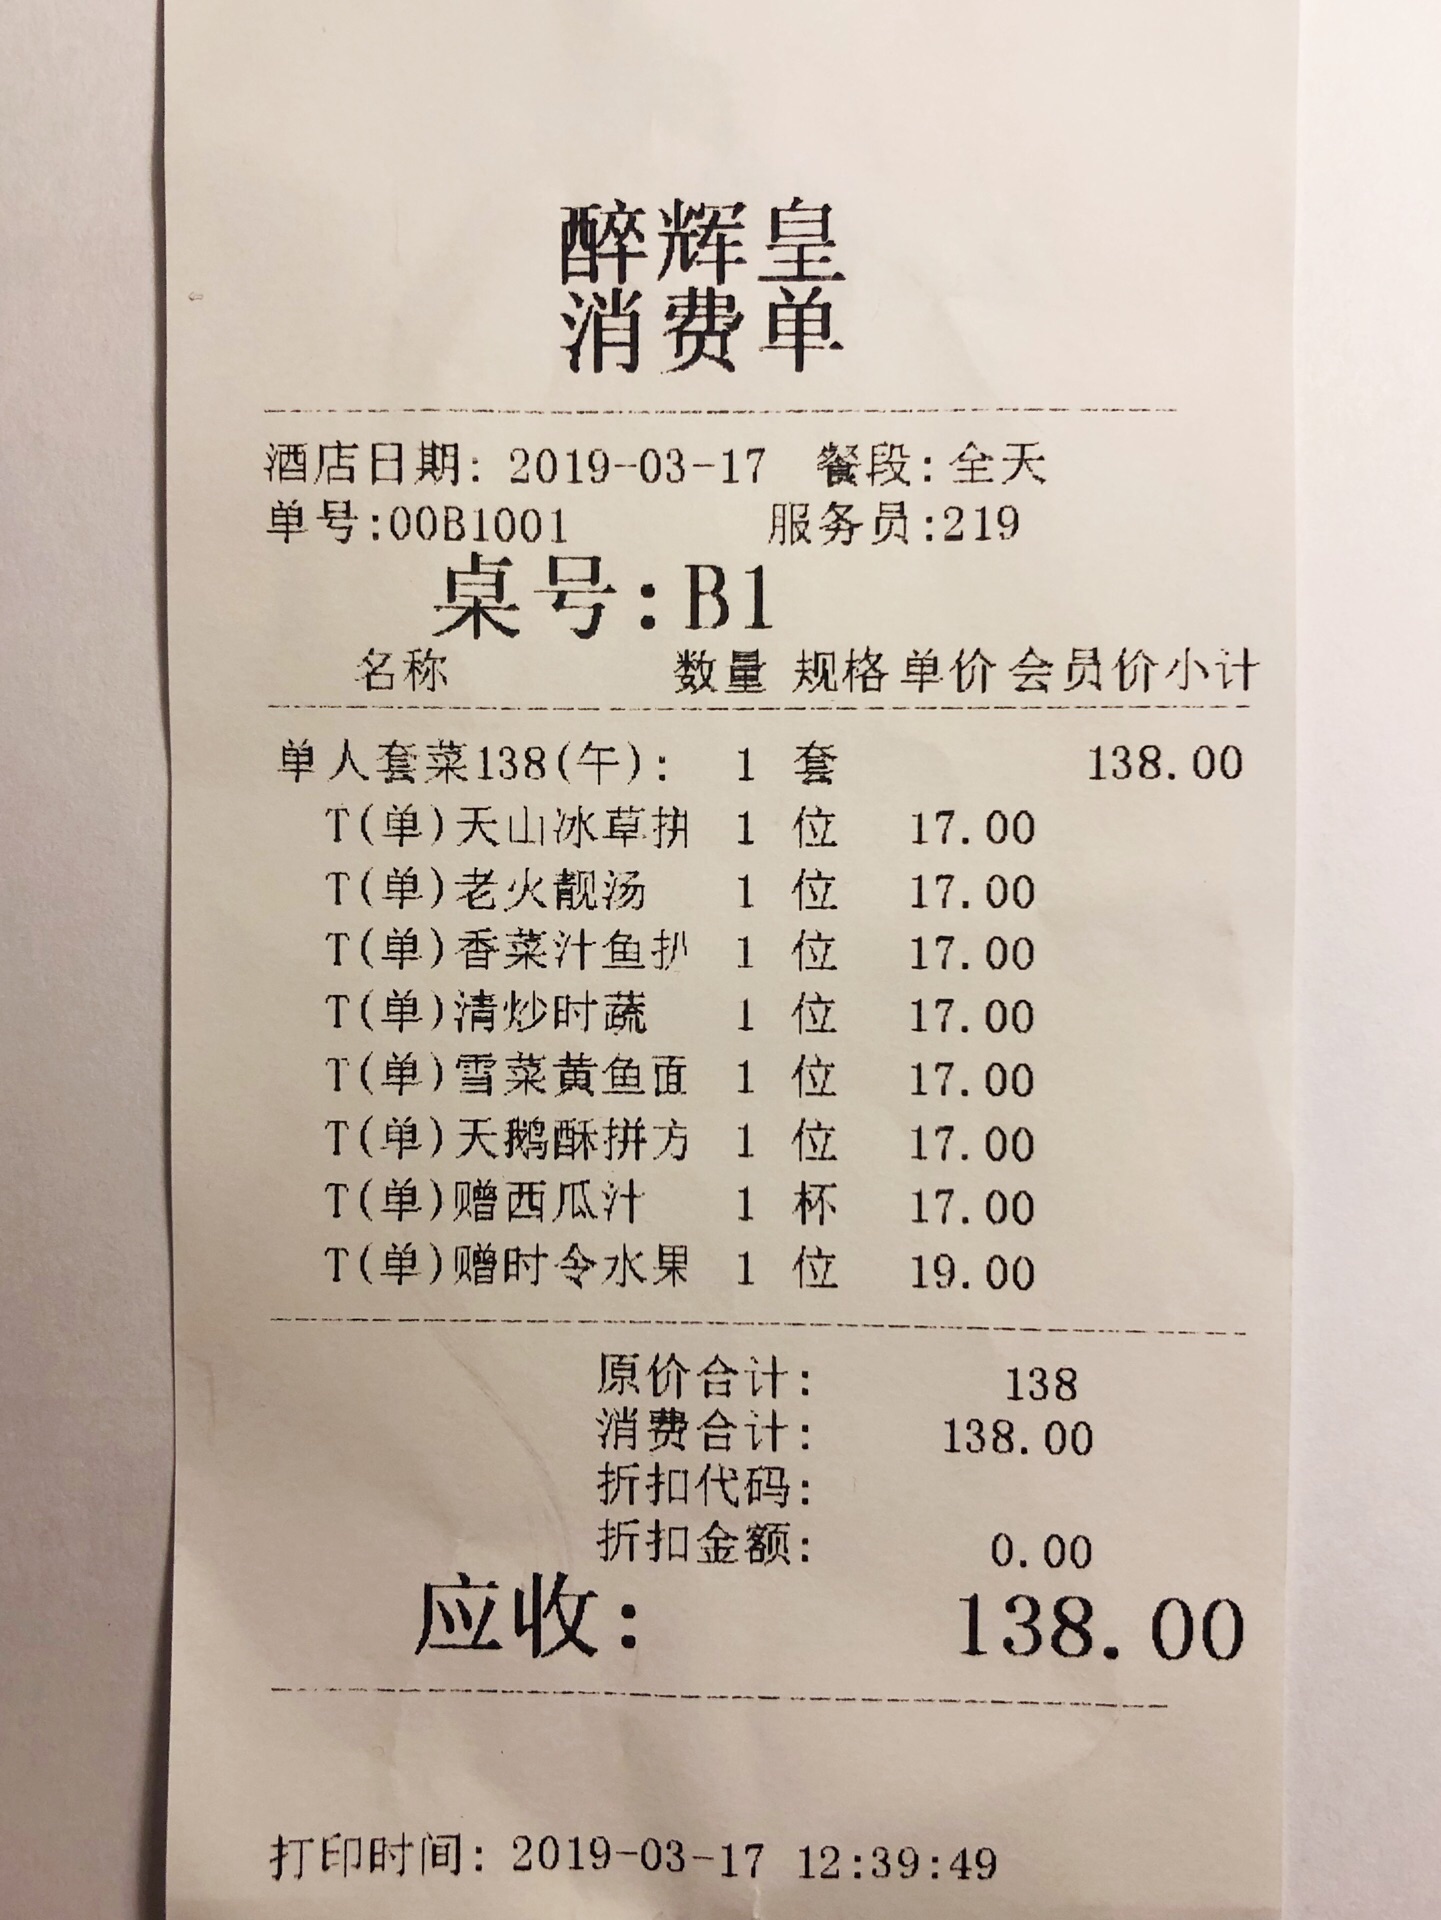 醉辉皇
消费单
酒店日期: 2019-03-17 餐段:全天
单号:00B1001 服务员:219
桌号:B1
名称 数量 规格 单价 会员价 小计
单人套菜138(午): 1 套 138.00
T(单)天山冰草拼 1 位 17.00
T(单)老火靓汤 1 位 17.00
T(单)香菜汁鱼扒 1 位 17.00
T(单)清炒时蔬 1 位 17.00
T(单)雪菜黄鱼面 1 位 17.00
T(单)天鹅酥拼方 1 位 17.00
T(单)赠西瓜汁 1 杯 17.00
T(单)赠时令水果 1 位 19.00
原价合计: 138
消费合计: 138.00
折扣代码:
折扣金额: 0.00
应收: 138.00
打印时间: 2019-03-17 12:39:49